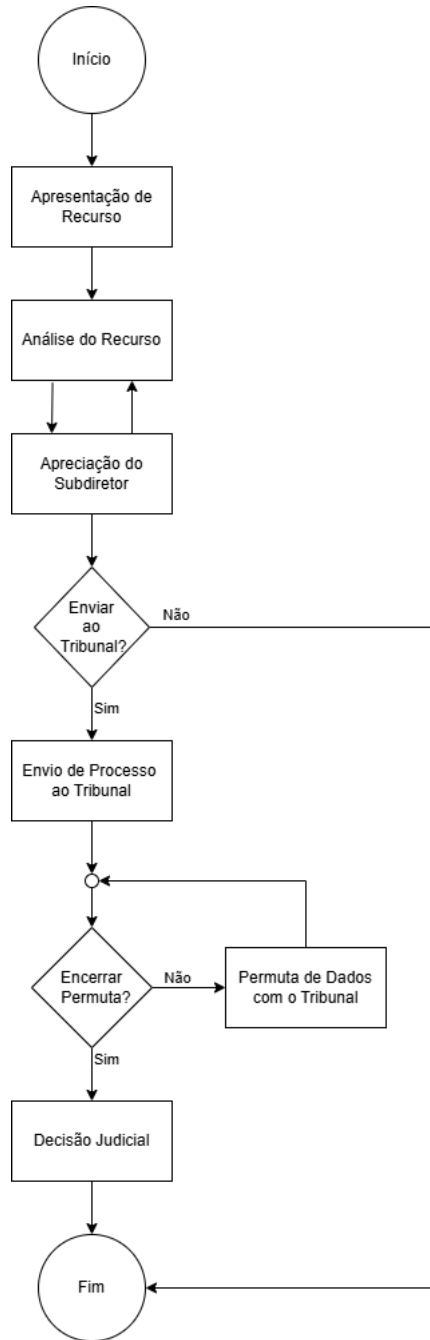 Início
Apresentação de
Recurso
Análise do Recurso
Apreciação do
Subdiretor
Enviar
ao
Tribunal?
Não
Sim
Envio de Processo
ao Tribunal
Encerrar
Permuta?
Não
Permuta de Dados
com o Tribunal
Sim
Decisão Judicial
Fim